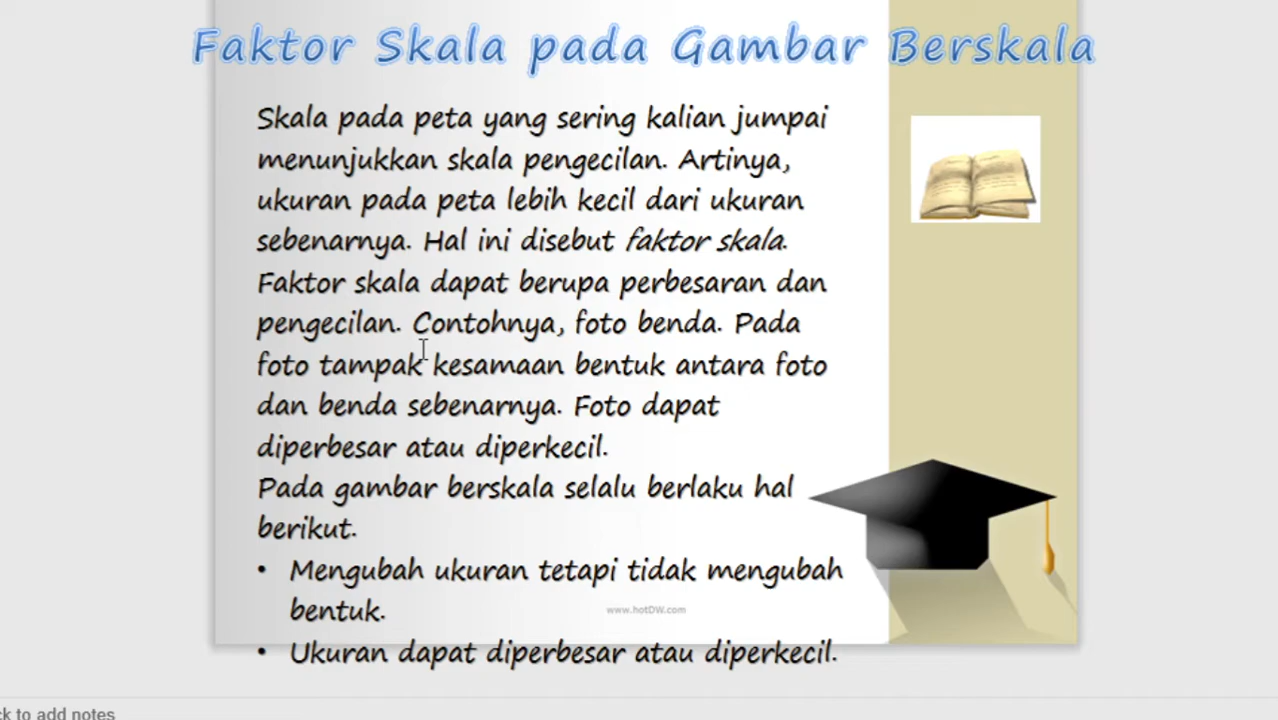 Faktor Skala pada Gambar Berskala
Skala pada peta yang sering kalian jumpai
menunjukkan skala pengecilan. Artinya,
ukuran pada peta lebih kecil dari ukuran
sebenarnya. Hal ini disebut faktor skala.
Faktor skala dapat berupa perbesaran dan
pengecilan. Contohnya, foto benda. Pada
foto tampak kesamaan bentuk antara foto
dan benda sebenarnya. Foto dapat
diperbesar atau diperkecil.
Pada gambar berskala selalu berlaku hal
berikut.
• Mengubah ukuran tetapi tidak mengubah
bentuk.
www.hotDW.com
• Ukuran dapat diperbesar atau diperkecil.
to add notes